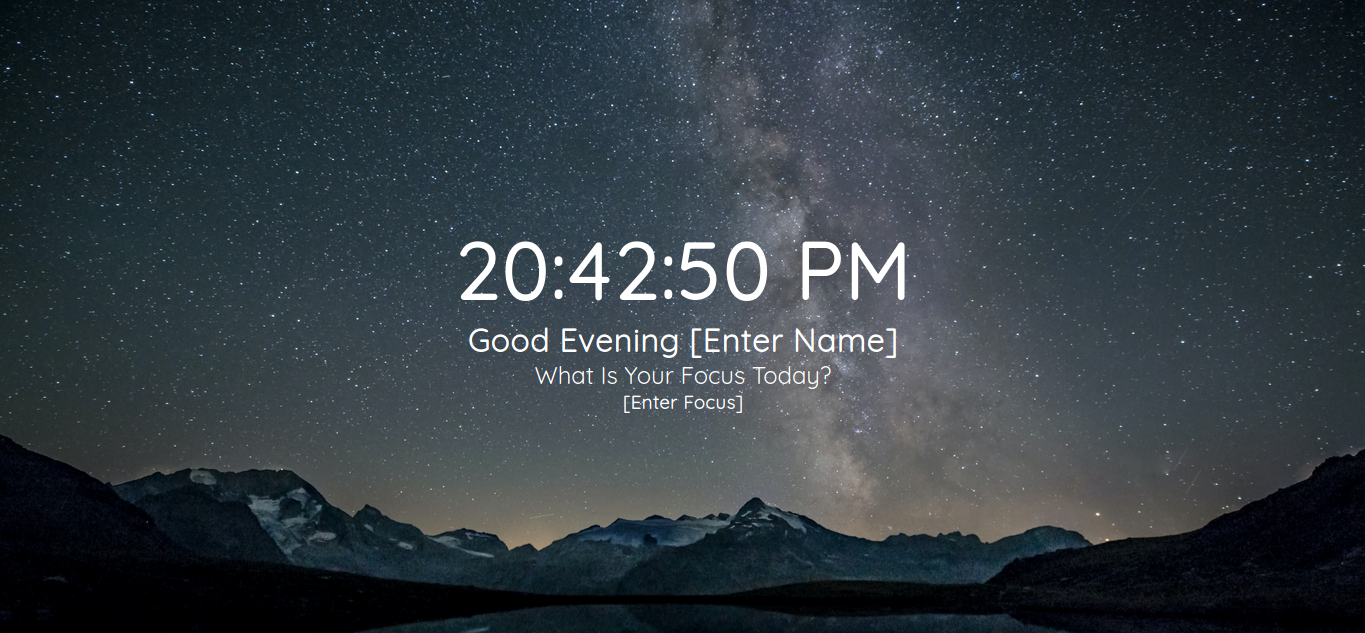 20:42:50 PM
Good Evening [Enter Name]
What Is Your Focus Today?
[Enter Focus]